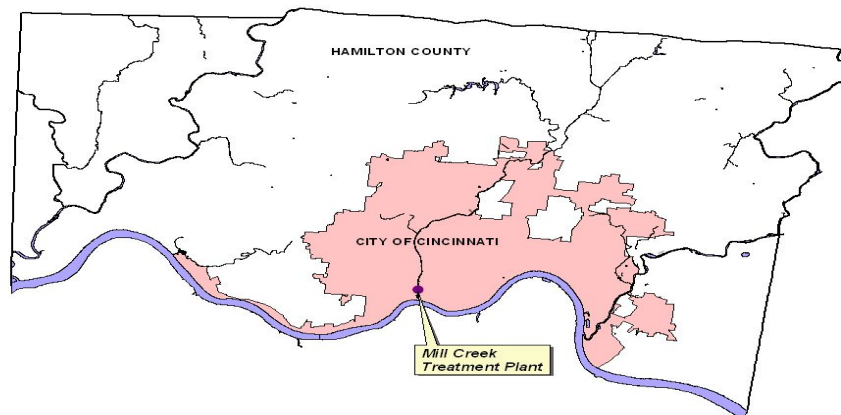 HAMILTON COUNTY
CITY OF CINCINNATI
Mill Creek
Treatment Plant